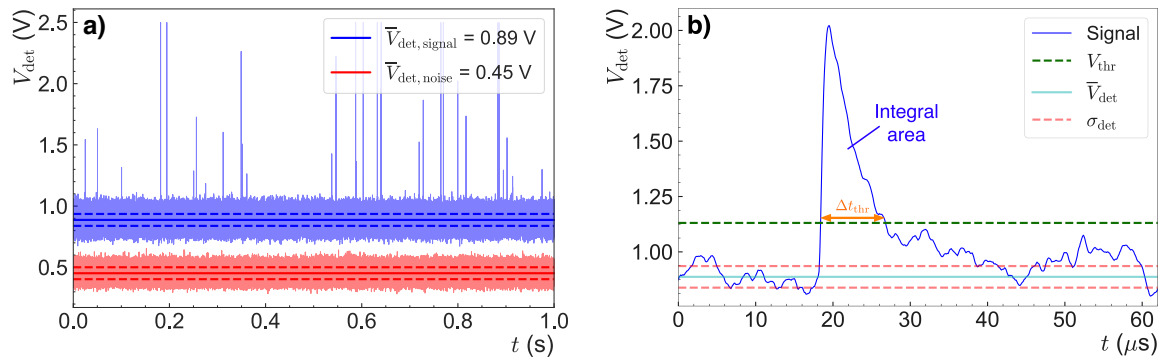 a)
V̅det, signal = 0.89 V
V̅det, noise = 0.45 V
Vdet (V)
2.5
2.0
1.5
1.0
0.5
0.0
0.2
0.4
0.6
0.8
1.0
t (s)
b)
Signal
Vthr
V̅det
σdet
Integral
area
Δtthr
Vdet (V)
2.00
1.75
1.50
1.25
1.00
0
10
20
30
40
50
60
t (μs)